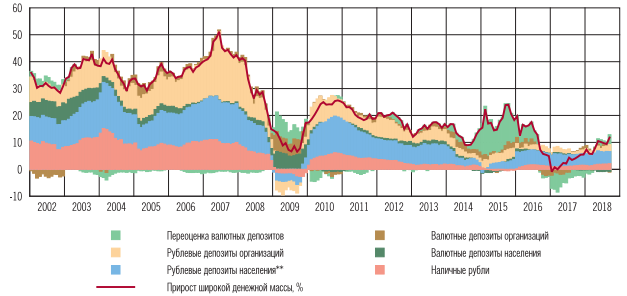 60
50
40
30
20
10
0
-10
2002 2003 2004 2005 2006 2007 2008 2009 2010 2011 2012 2013 2014 2015 2016 2017 2018
Переоценка валютных депозитов Валютные депозиты организаций
Рублевые депозиты организаций Валютные депозиты населения
Рублевые депозиты населения** Наличные рубли
Прирост широкой денежной массы, %